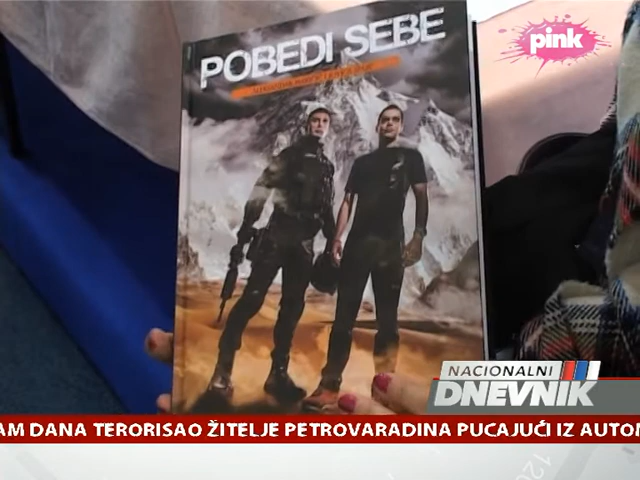 POBEDI SEBE
pink
NACIONALNI
DNEVNIK
AM DANA TERORISAO ŽITELJE PETROVARADINA PUCAJUĆI IZ AUTOM